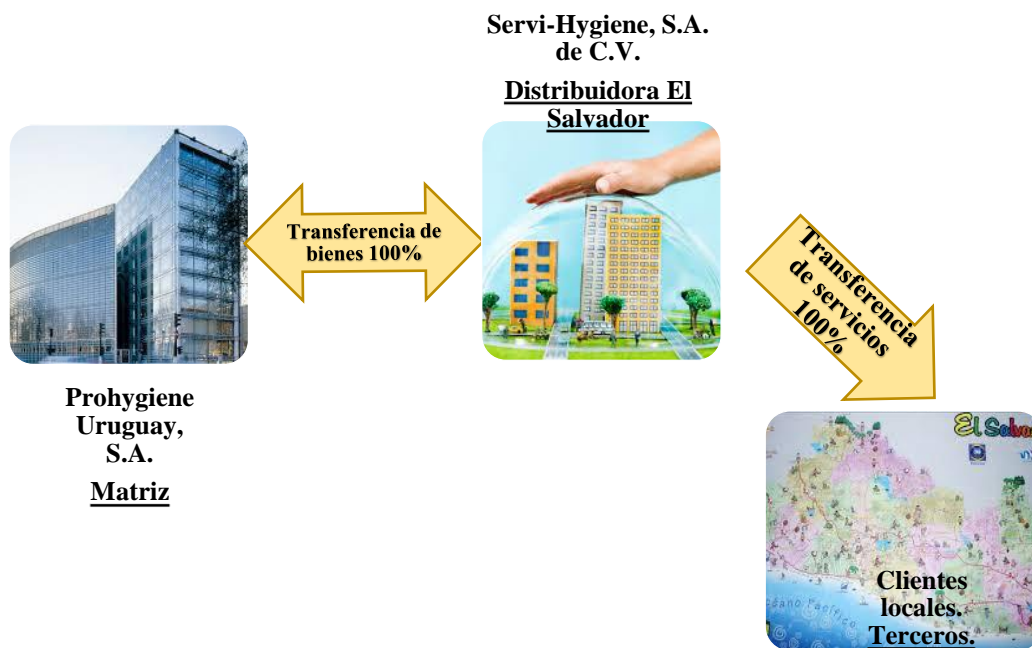 Servi-Hygiene, S.A.
de C.V.
Distribuidora El
Salvador
Transferencia de
bienes 100%
Transferencia
de servicios
100%
Prohygiene
Uruguay,
S.A.
Matriz
El Salva
Clientes
locales.
Terceros.